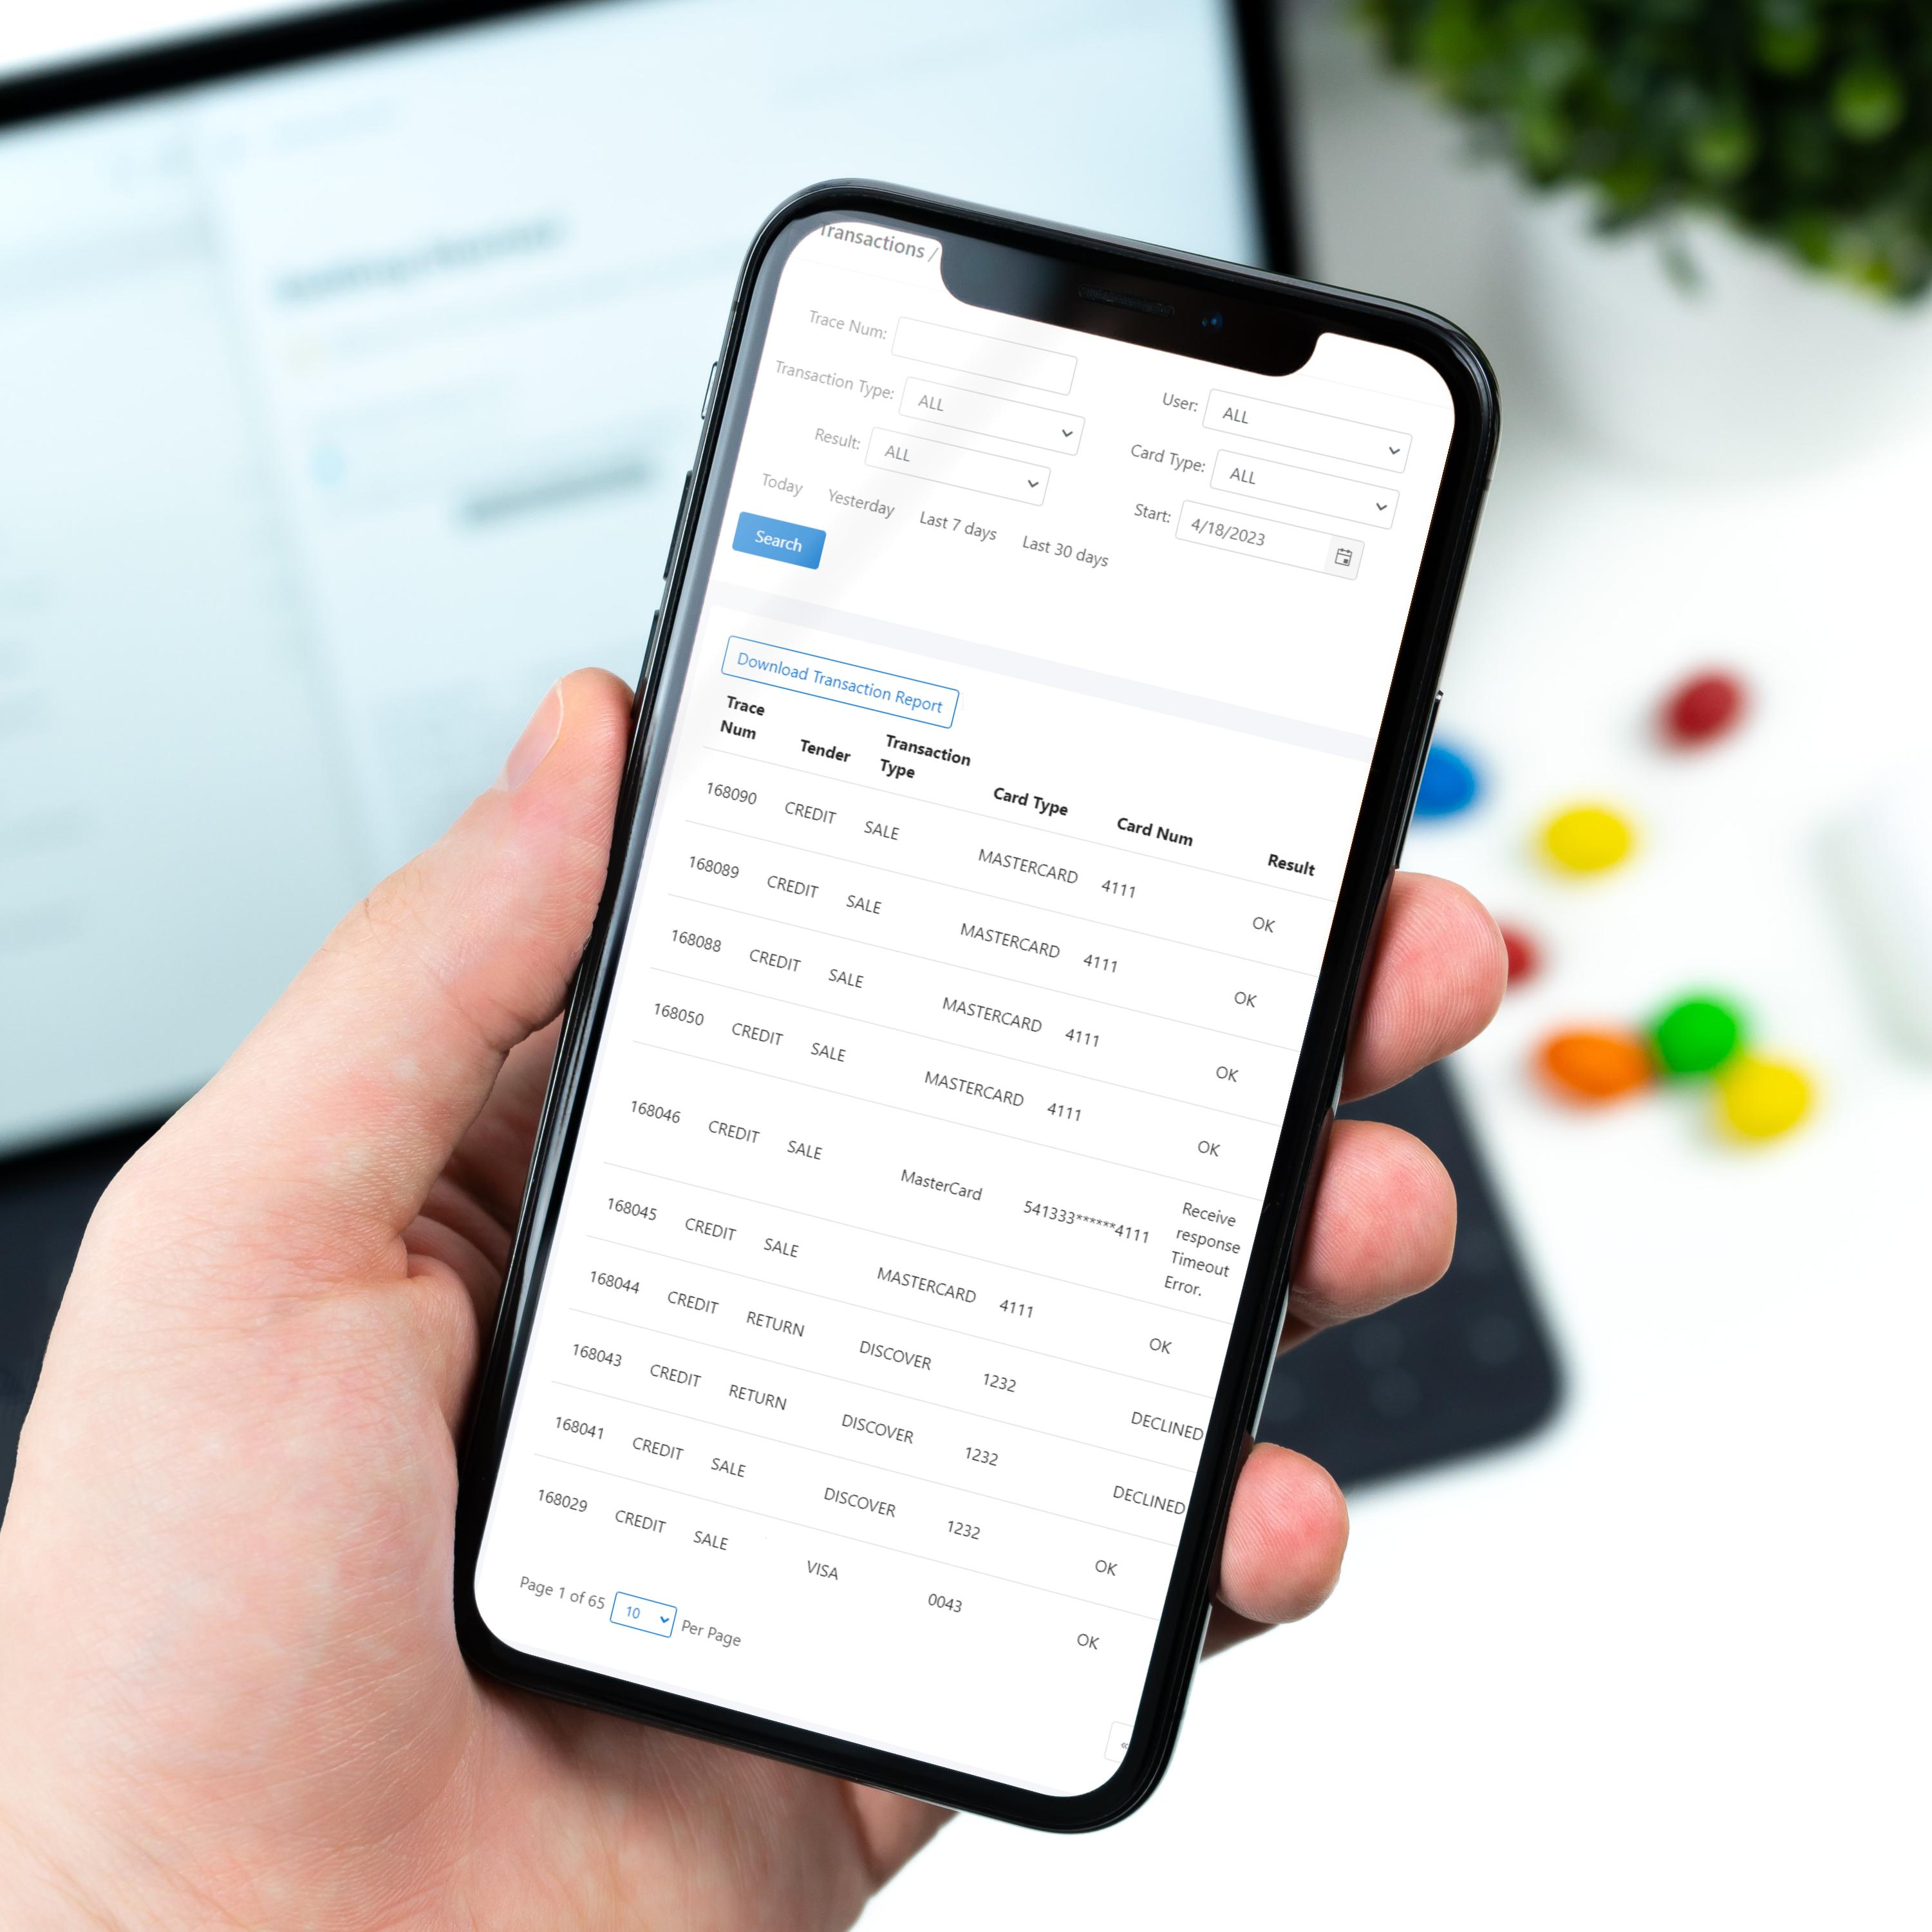 Transactions /
Trace Num:
User: ALL
Transaction Type: ALL
Card Type: ALL
Result: ALL
Start: 4/18/2023
Today Yesterday Last 7 days Last 30 days
Search
Download Transaction Report
Trace Num Tender Transaction Type Card Type Card Num Result
168090 CREDIT SALE MASTERCARD 4111 OK
168089 CREDIT SALE MASTERCARD 4111 OK
168088 CREDIT SALE MASTERCARD 4111 OK
168050 CREDIT SALE MASTERCARD 4111 OK
168046 CREDIT SALE MasterCard 541333******4111 Receive response Timeout Error.
168045 CREDIT SALE MASTERCARD 4111 OK
168044 CREDIT RETURN DISCOVER 1232 DECLINED
168043 CREDIT RETURN DISCOVER 1232 DECLINED
168041 CREDIT SALE DISCOVER 1232 OK
168029 CREDIT SALE VISA 0043 OK
Page 1 of 65 10 Per Page
«